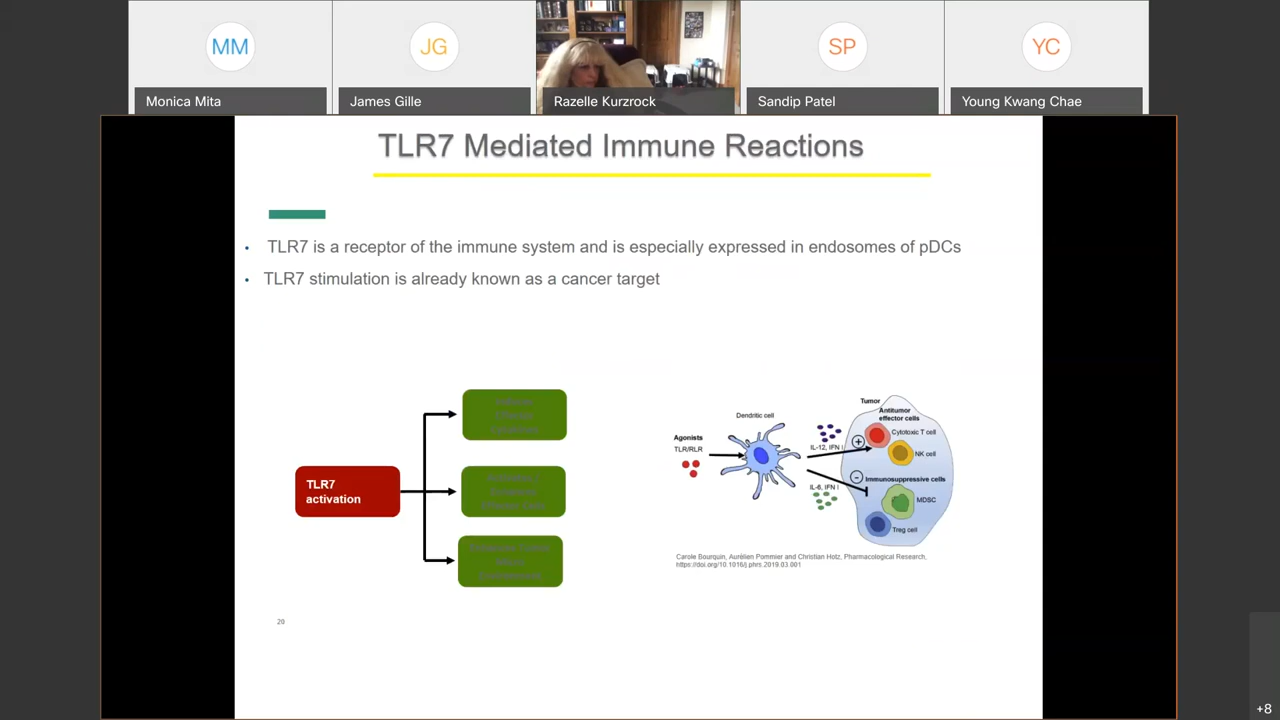 MM
JG
SP
YC
Monica Mita
James Gille
Razelle Kurzrock
Sandip Patel
Young Kwang Chae
TLR7 Mediated Immune Reactions
TLR7 is a receptor of the immune system and is especially expressed in endosomes of pDCs
TLR7 stimulation is already known as a cancer target
TLR7
activation
Agonists
TLR/RLR
Dendritic cell
IL-12, IFN I
IL-6, IFN I
Tumor
Antitumor
effector cells
Cytotoxic T cell
NK cell
Immunosuppressive cells
MDSC
Treg cell
Carole Bourquin, Aurélien Pommier and Christian Hotz, Pharmacological Research,
https://doi.org/10.1016/j.phrs.2019.03.001
20
+8